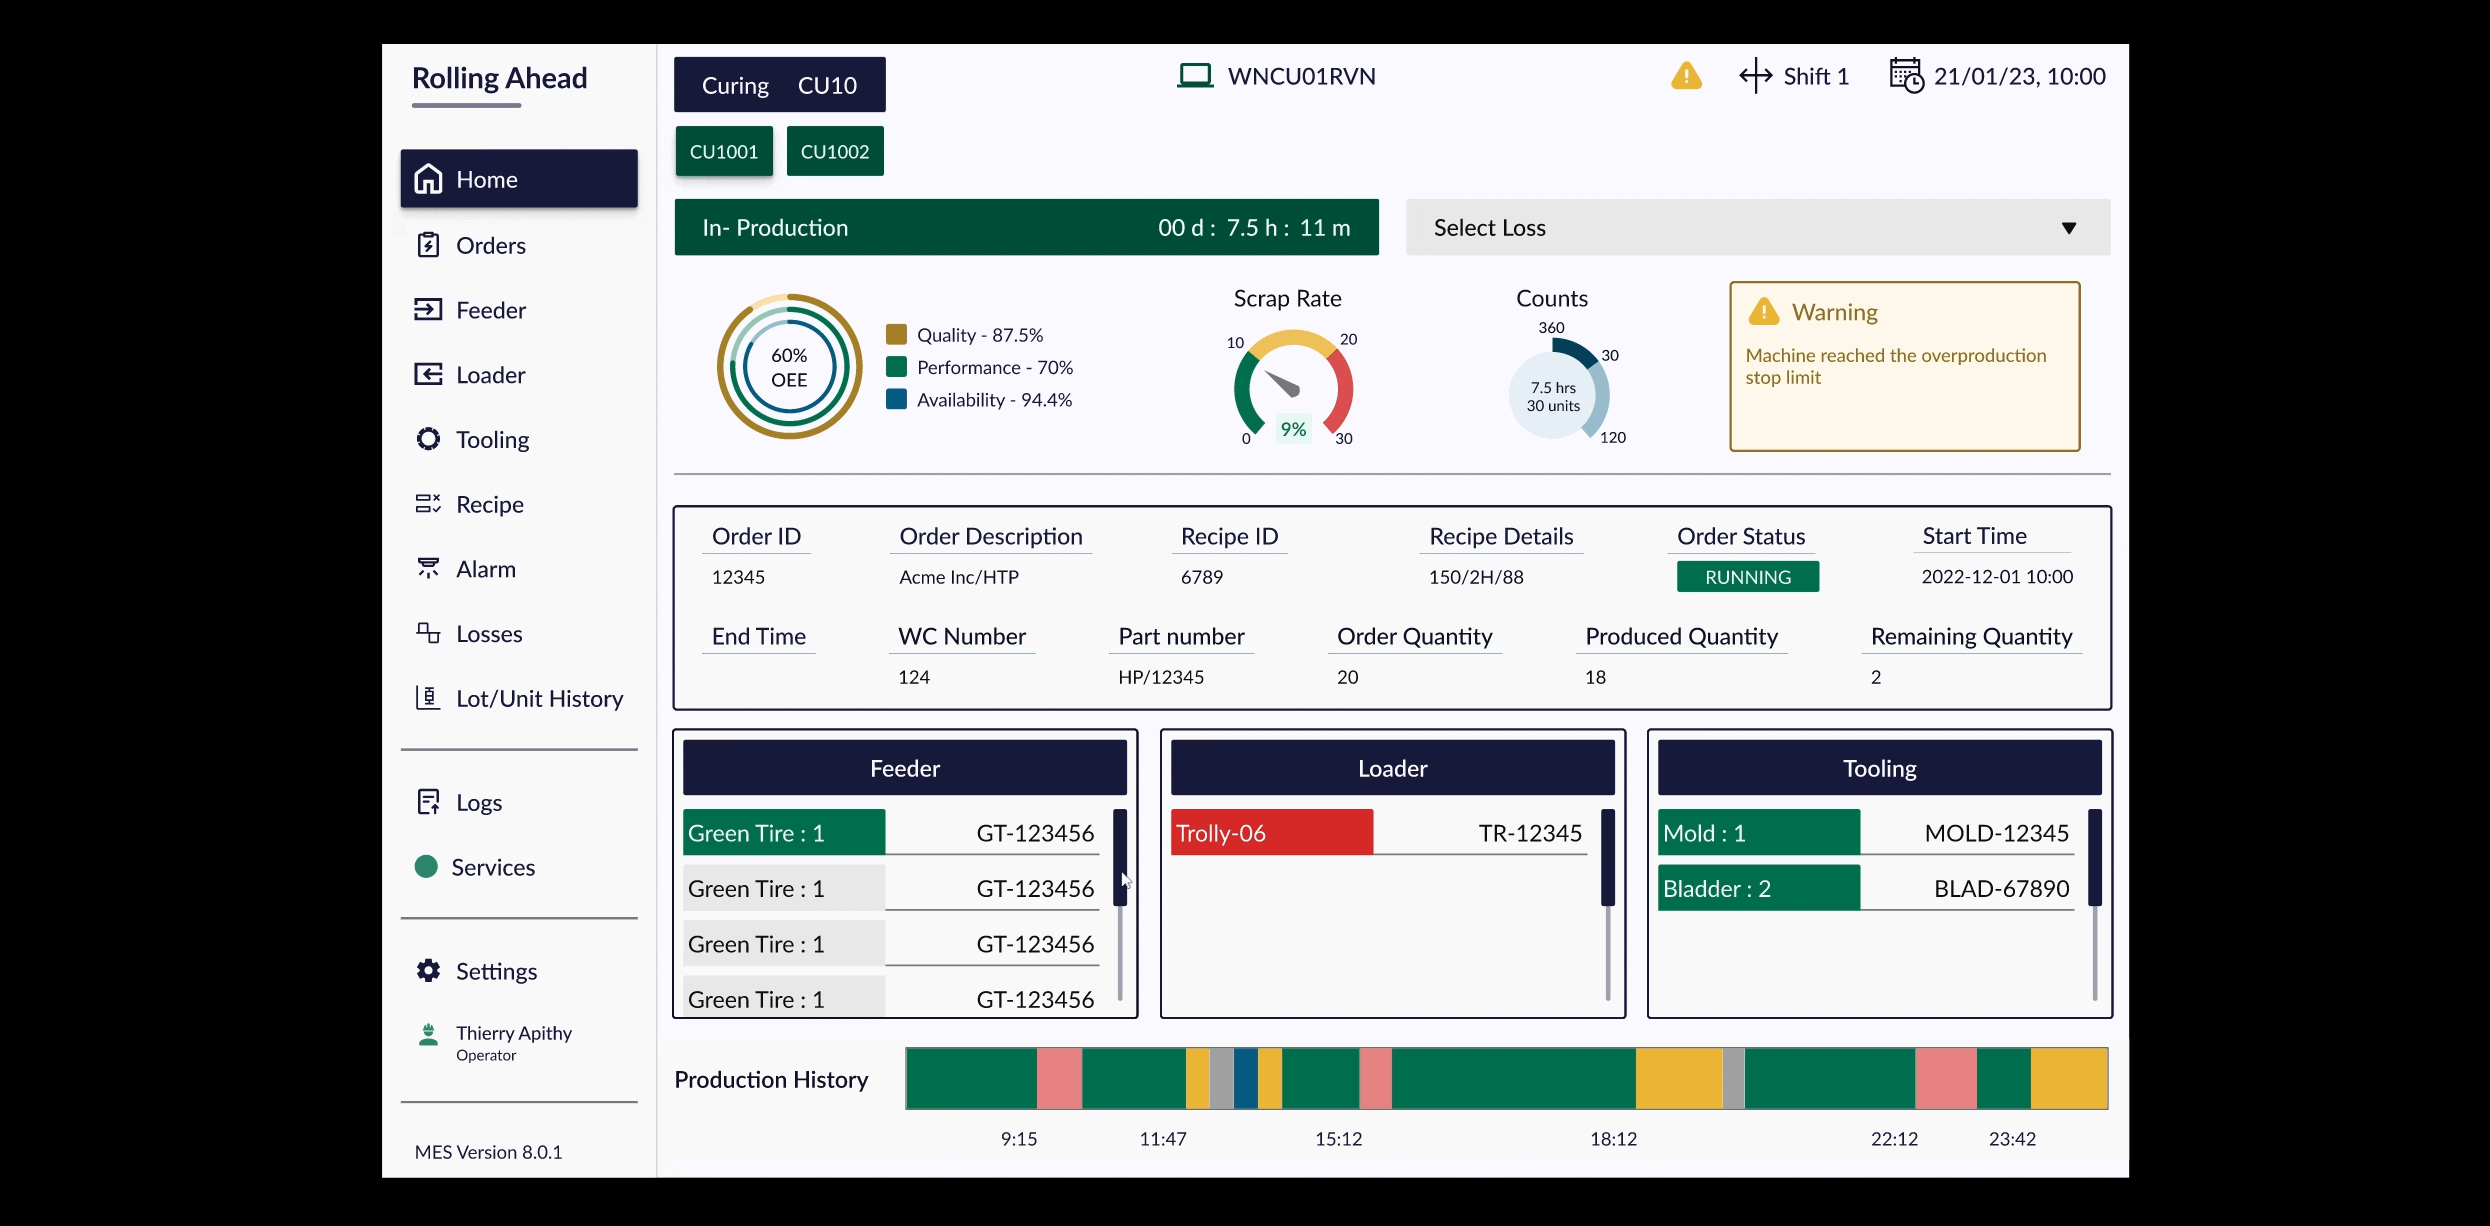 Rolling Ahead
Home
Orders
Feeder
Loader
Tooling
Recipe
Alarm
Losses
Lot/Unit History
Logs
Services
Settings
Thierry Apithy
Operator
MES Version 8.0.1
Curing CU10
WNCU01RVN
Shift 1
21/01/23, 10:00
CU1001 CU1002
In- Production 00 d : 7.5 h : 11 m
Select Loss
60%
OEE
Quality - 87.5%
Performance - 70%
Availability - 94.4%
Scrap Rate
10 20
0 9% 30
Counts
360
30
7.5 hrs
30 units
120
Warning
Machine reached the overproduction
stop limit
Order ID Order Description Recipe ID Recipe Details Order Status Start Time
12345 Acme Inc/HTP 6789 150/2H/88 RUNNING 2022-12-01 10:00
End Time WC Number Part number Order Quantity Produced Quantity Remaining Quantity
124 HP/12345 20 18 2
Feeder
Green Tire : 1 GT-123456
Green Tire : 1 GT-123456
Green Tire : 1 GT-123456
Green Tire : 1 GT-123456
Loader
Trolly-06 TR-12345
Tooling
Mold : 1 MOLD-12345
Bladder : 2 BLAD-67890
Production History
9:15 11:47 15:12 18:12 22:12 23:42